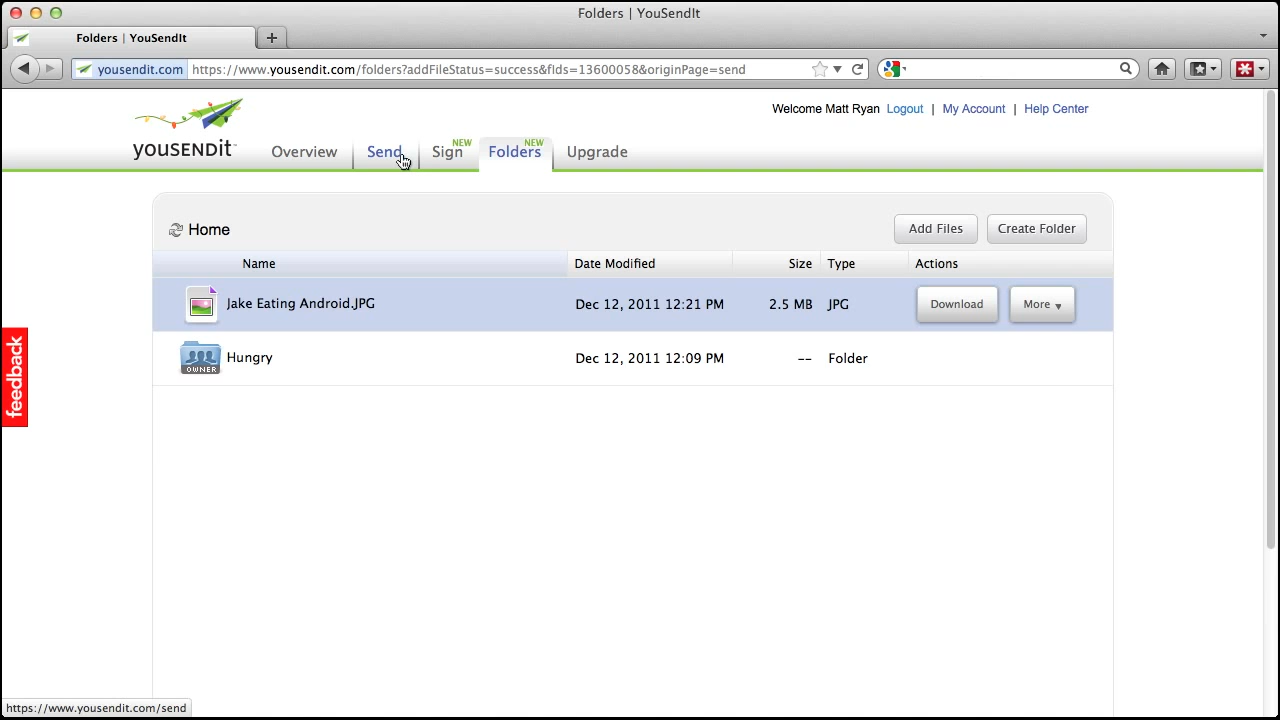 Folders | YouSendIt
Folders | YouSendIt
yousendit.com https://www.yousendit.com/folders?addFileStatus=success&flds=13600058&originPage=send
Welcome Matt Ryan Logout | My Account | Help Center
YOUSENDIT Overview Send Sign NEW Folders NEW Upgrade
Home Add Files Create Folder
Name Date Modified Size Type Actions
Jake Eating Android.JPG Dec 12, 2011 12:21 PM 2.5 MB JPG Download More
OWNER Hungry Dec 12, 2011 12:09 PM -- Folder
feedback
https://www.yousendit.com/send